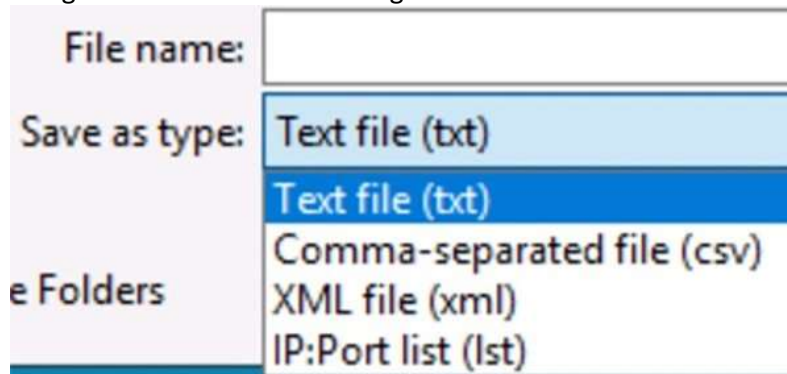 File name:
Save as type: Text file (txt)
Text file (txt)
Comma-separated file (csv)
e Folders
XML file (xml)
IP:Port list (lst)